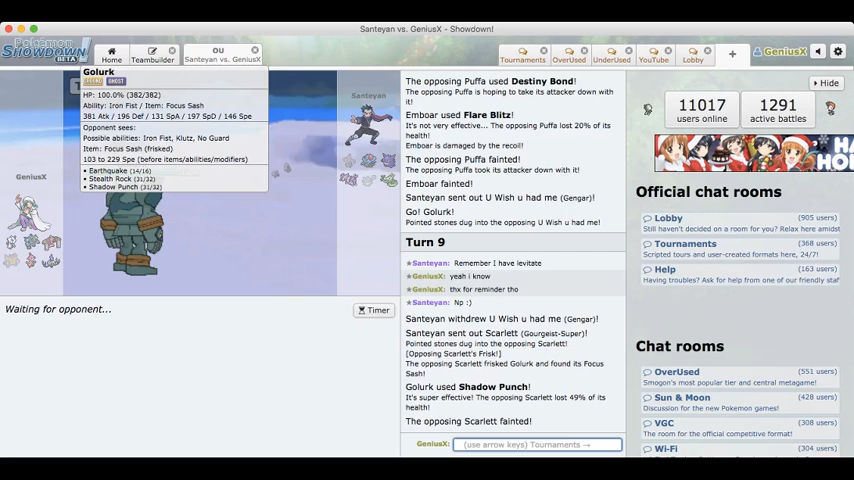 Santeyan vs. GeniusX - Showdown!
Pokémon
SHOWDOWN!
BETA
Home
Teambuilder
OU
Santeyan vs. GeniusX
Tournaments
OverUsed
UnderUsed
YouTube
Lobby
GeniusX
Golurk
GROUND GHOST
HP: 100.0% (382/382)
Ability: Iron Fist / Item: Focus Sash
381 Atk / 196 Def / 131 SpA / 197 SpD / 146 Spe
Opponent sees:
Possible abilities: Iron Fist, Klutz, No Guard
Item: Focus Sash (frisked)
103 to 229 Spe (before items/abilities/modifiers)
• Earthquake (14/16)
• Stealth Rock (31/32)
• Shadow Punch (31/32)
Santeyan
GeniusX
Waiting for opponent...
Timer
The opposing Puffa used Destiny Bond!
The opposing Puffa is hoping to take its attacker down with
it!
Emboar used Flare Blitz!
It's not very effective... The opposing Puffa lost 20% of its
health!
Emboar is damaged by the recoil!
The opposing Puffa fainted!
The opposing Puffa took its attacker down with it!
Emboar fainted!
Santeyan sent out U Wish u had me (Gengar)!
Go! Golurk!
Pointed stones dug into the opposing U Wish u had me!
Turn 9
★Santeyan: Remember I have levitate
★GeniusX: yeah i know
★GeniusX: thx for reminder tho
★Santeyan: Np :)
Santeyan withdrew U Wish u had me (Gengar)!
Santeyan sent out Scarlett (Gourgeist-Super)!
Pointed stones dug into the opposing Scarlett!
[Opposing Scarlett's Frisk!]
The opposing Scarlett frisked Golurk and found its Focus
Sash!
Golurk used Shadow Punch!
It's super effective! The opposing Scarlett lost 49% of its
health!
The opposing Scarlett fainted!
GeniusX: (use arrow keys) Tournaments →
Hide
11017
users online
1291
active battles
Official chat rooms
Lobby (905 users)
Still haven't decided on a room for you? Relax here amidst
Tournaments (368 users)
Scripted tours and user-created formats here, 24/7!
Help (163 users)
Having troubles? Ask for help from one of our friendly staf
Chat rooms
OverUsed (551 users)
Smogon's most popular tier and central metagame!
Sun & Moon (428 users)
Discussion for the new Pokemon games!
VGC (308 users)
The room for the official competitive format!
Wi-Fi (304 users)